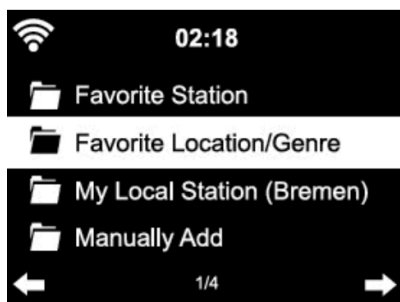 02:18
Favorite Station
Favorite Location/Genre
My Local Station (Bremen)
Manually Add
1/4